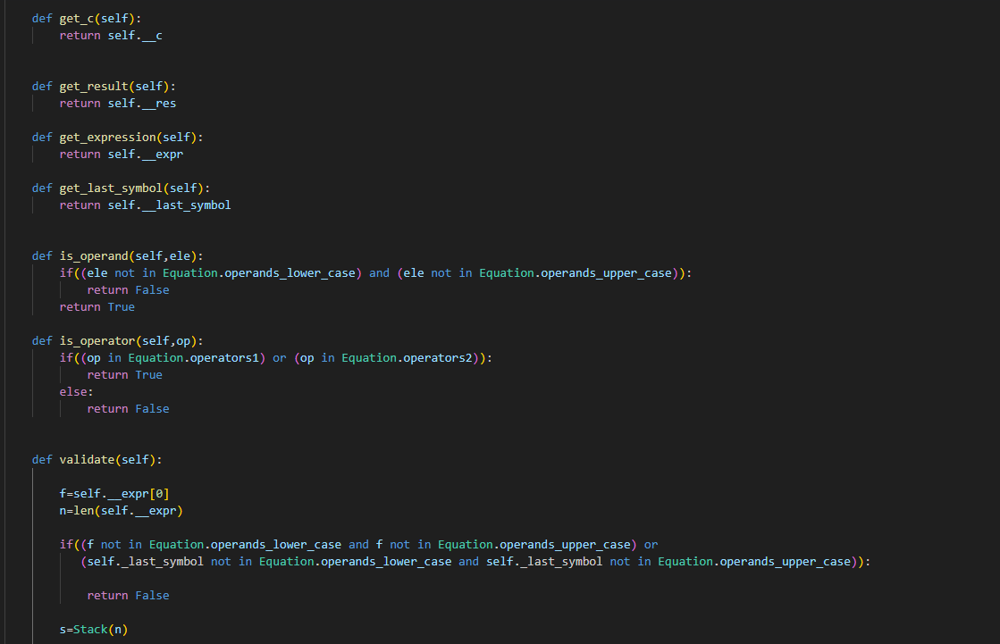 def get_c(self):
return self.__c
def get_result(self):
return self.__res
def get_expression(self):
return self.__expr
def get_last_symbol(self):
return self.__last_symbol
def is_operand(self,ele):
if((ele not in Equation.operands_lower_case) and (ele not in Equation.operands_upper_case)):
return False
return True
def is_operator(self,op):
if((op in Equation.operators1) or (op in Equation.operators2)):
return True
else:
return False
def validate(self):
f=self.__expr[0]
n=len(self.__expr)
if((f not in Equation.operands_lower_case and f not in Equation.operands_upper_case) or
(self._last_symbol not in Equation.operands_lower_case and self._last_symbol not in Equation.operands_upper_case)):
return False
s=Stack(n)